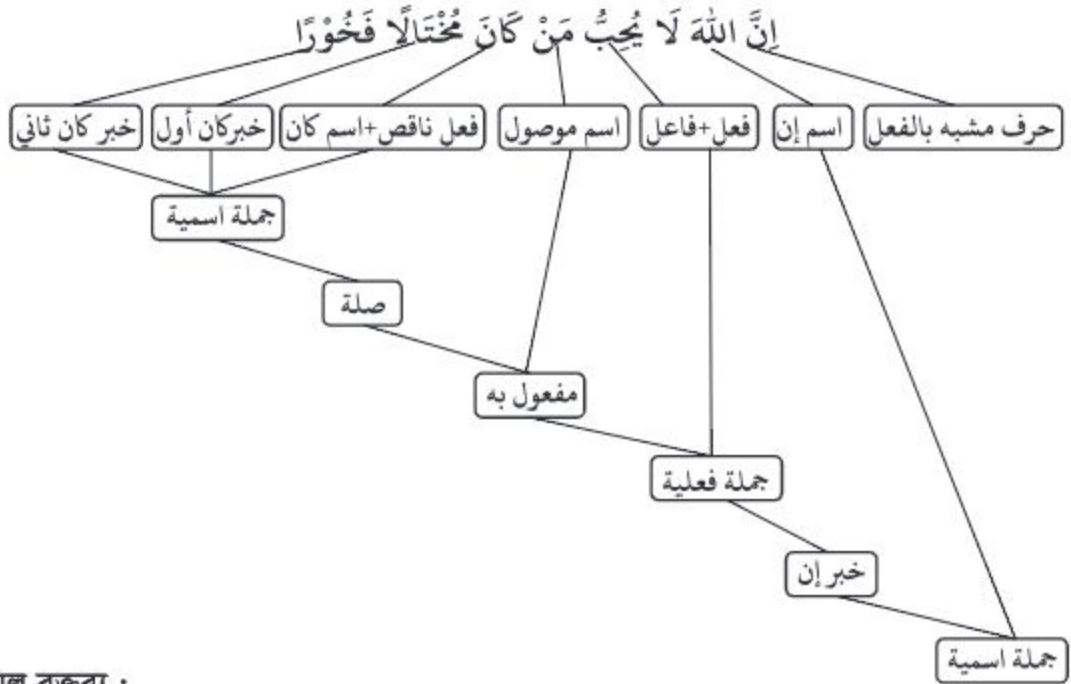 اِنَّ اللهَ لَا يُحِبُّ مَنْ كَانَ مُخْتَالًا فَخُوْرًا
حرف مشبه بالفعل اسم إن فعل+فاعل اسم موصول فعل ناقص+اسم كان خبركان أول خبر كان ثاني
جملة اسمية
صلة
مفعول به
جملة فعلية
خبر إن
جملة اسمية